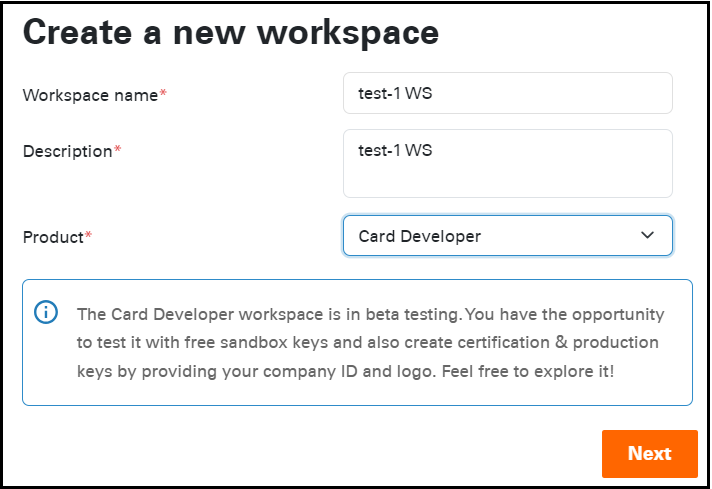 Create a new workspace
Workspace name*
test-1 WS
Description*
test-1 WS
Product*
Card Developer
The Card Developer workspace is in beta testing. You have the opportunity
to test it with free sandbox keys and also create certification & production
keys by providing your company ID and logo. Feel free to explore it!
Next